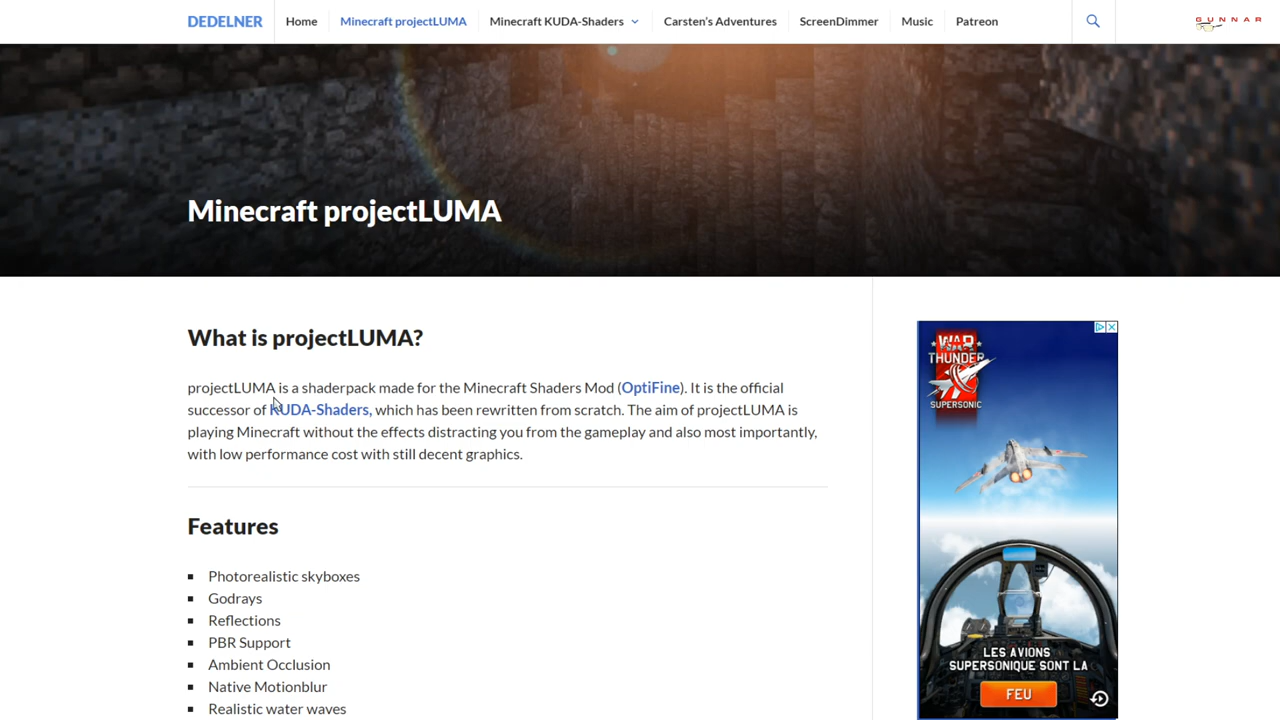 DEDELNER
Home
Minecraft projectLUMA
Minecraft KUDA-Shaders
Carsten's Adventures
ScreenDimmer
Music
Patreon
GUNNAR
Minecraft projectLUMA
What is projectLUMA?
projectLUMA is a shaderpack made for the Minecraft Shaders Mod (OptiFine). It is the official
successor of KUDA-Shaders, which has been rewritten from scratch. The aim of projectLUMA is
playing Minecraft without the effects distracting you from the gameplay and also most importantly,
with low performance cost with still decent graphics.
Features
Photorealistic skyboxes
Godrays
Reflections
PBR Support
Ambient Occlusion
Native Motionblur
Realistic water waves
WAR
THUNDER
SUPERSONIC
LES AVIONS
SUPERSONIQUE SONT LA
FEU